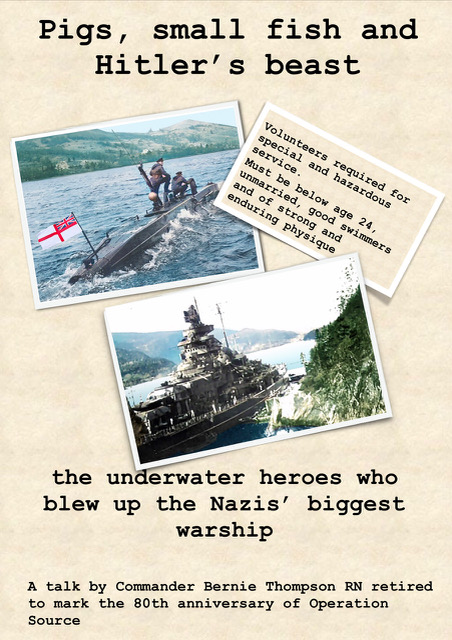 Pigs, small fish and
Hitler's beast
Volunteers required for
special and hazardous
service.
Must be below age 24,
unmarried, good swimmers
and of strong and
enduring physique
the underwater heroes who
blew up the Nazis' biggest
warship
A talk by Commander Bernie Thompson RN retired
to mark the 80th anniversary of Operation
Source